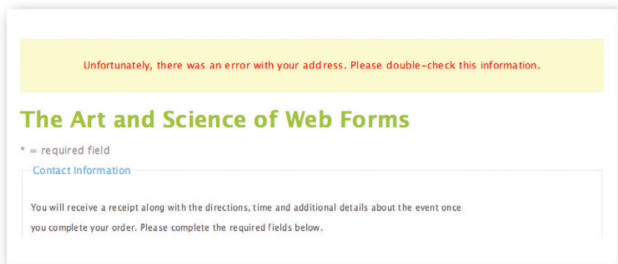 Unfortunately, there was an error with your address. Please double-check this information.
The Art and Science of Web Forms
* = required field
Contact Information
You will receive a receipt along with the directions, time and additional details about the event once
you complete your order. Please complete the required fields below.